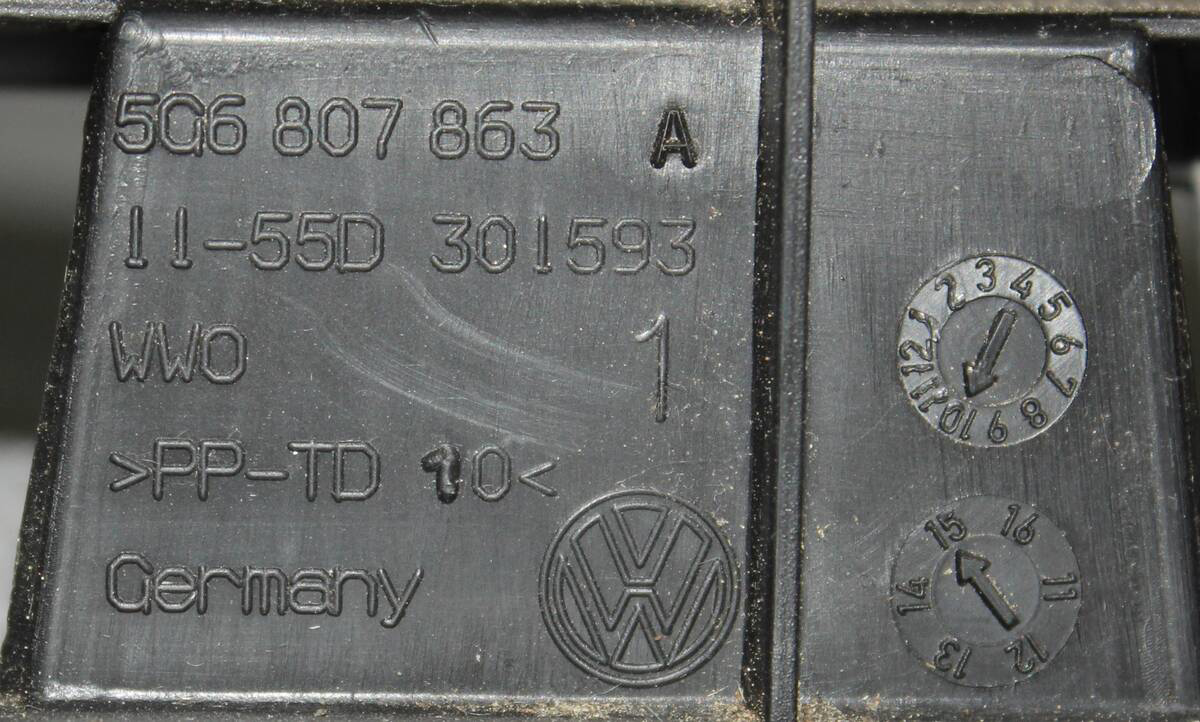 5G6 807 863 A
11-55D 301593
WWO 1
>PP-TD 10<
Germany
1 2 3 4 5 6 7 8 9 10 11 12
11 12 13 14 15 16